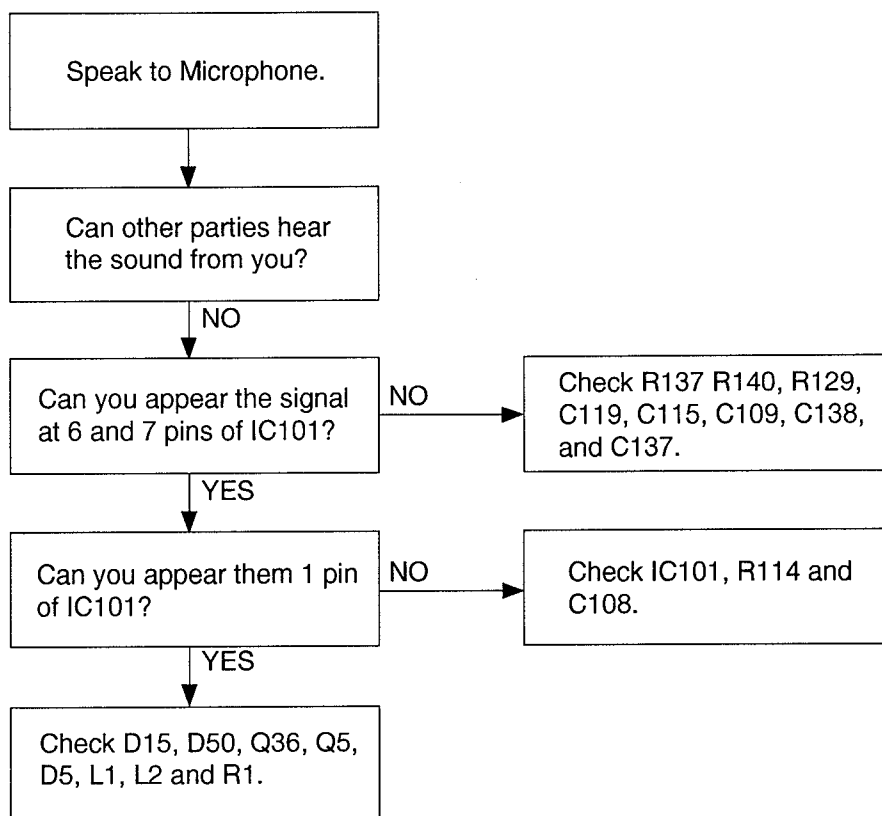 Speak to Microphone.
Can other parties hear
the sound from you?
NO
Can you appear the signal
at 6 and 7 pins of IC101?
NO
Check R137 R140, R129,
C119, C115, C109, C138,
and C137.
YES
Can you appear them 1 pin
of IC101?
NO
Check IC101, R114 and
C108.
YES
Check D15, D50, Q36, Q5,
D5, L1, L2 and R1.